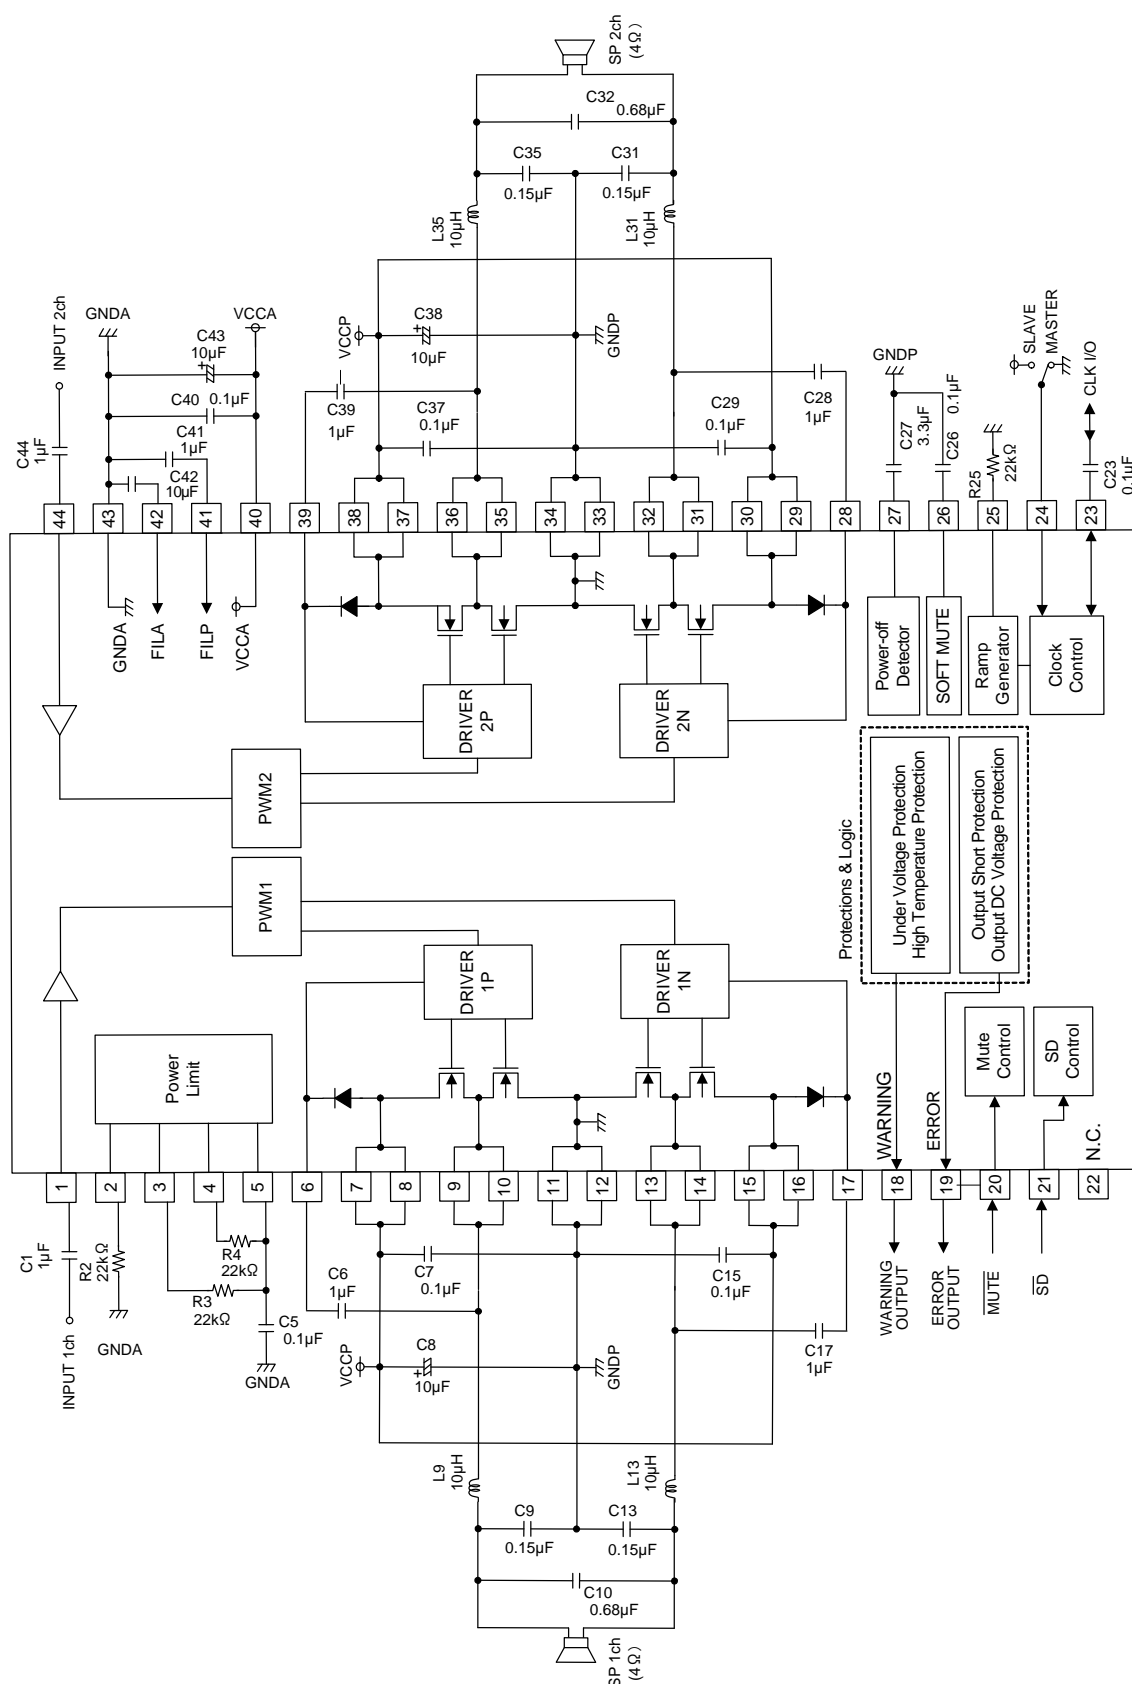 SP 2ch
(4Ω)
C32
0.68µF
C35
0.15µF
C31
0.15µF
L35
10µH
L31
10µH
INPUT 2ch
GNDA
VCCA
C43
+
10µF
C40
0.1µF
C41
1µF
C42
10µF
C44
1µF
VCCP
C38
+
10µF
GNDP
C39
1µF
C37
0.1µF
C29
0.1µF
C28
1µF
GNDP
C27
3.3µF
C26
0.1µF
R25
22kΩ
SLAVE
MASTER
CLK I/O
C23
0.1µF
44
43
42
41
40
39
38
37
36
35
34
33
32
31
30
29
28
27
26
25
24
23
GNDA
FILA
FILP
VCCA
DRIVER
2P
DRIVER
2N
Power-off
Detector
SOFT MUTE
Ramp
Generator
Clock
Control
PWM2
PWM1
Protections & Logic
Under Voltage Protection
High Temperature Protection
Output Short Protection
Output DC Voltage Protection
DRIVER
1P
DRIVER
1N
Power
Limit
WARNING
ERROR
Mute
Control
SD
Control
N.C.
1
2
3
4
5
6
7
8
9
10
11
12
13
14
15
16
17
18
19
20
21
22
C1
1µF
INPUT 1ch
R2
22kΩ
GNDA
R4
22kΩ
R3
22kΩ
C5
0.1µF
GNDA
C6
1µF
C7
0.1µF
C15
0.1µF
VCCP
C8
+
10µF
GNDP
C17
1µF
WARNING
OUTPUT
ERROR
OUTPUT
MUTE
SD
L9
10µH
L13
10µH
C9
0.15µF
C13
0.15µF
C10
0.68µF
SP 1ch
(4Ω)